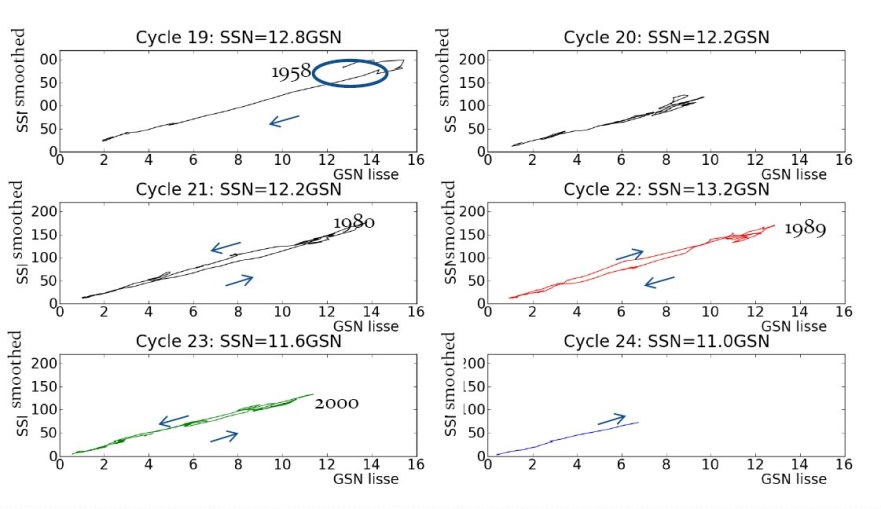 Cycle 19: SSN=12.8GSN
SSI smoothed
00
50
00
50
0
1958
0 2 4 6 8 10 12 14 16
GSN lisse
Cycle 20: SSN=12.2GSN
SS smoothed
200
150
100
50
0
0 2 4 6 8 10 12 14 16
GSN lisse
Cycle 21: SSN=12.2GSN
SSI smoothed
200
150
100
50
0
1980
0 2 4 6 8 10 12 14 16
GSN lisse
Cycle 22: SSN=13.2GSN
SSN smoothed
200
150
100
50
0
1989
0 2 4 6 8 10 12 14 16
GSN lisse
Cycle 23: SSN=11.6GSN
SSI smoothed
200
150
100
50
0
2000
0 2 4 6 8 10 12 14 16
GSN lisse
Cycle 24: SSN=11.0GSN
SSI smoothed
200
150
100
50
0
0 2 4 6 8 10 12 14 16
GSN lisse